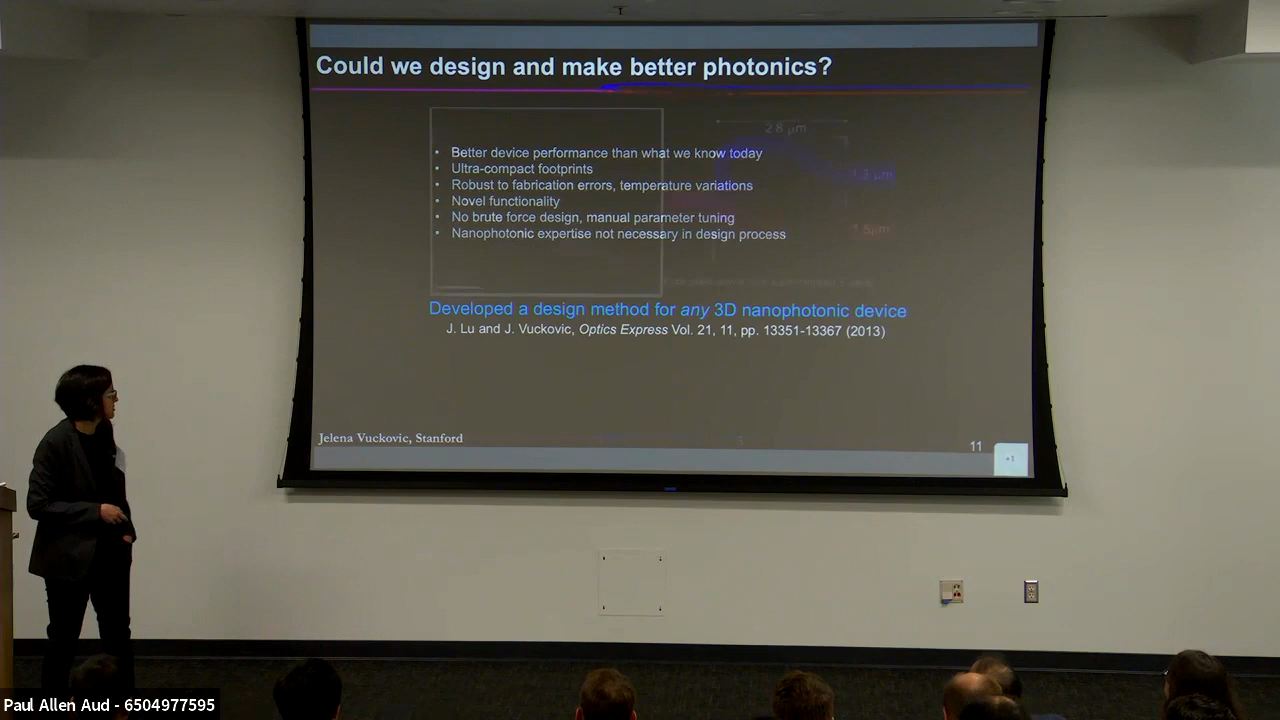 Could we design and make better photonics?
2.8 μm
• Better device performance than what we know today
• Ultra-compact footprints
• Robust to fabrication errors, temperature variations
• Novel functionality
• No brute force design, manual parameter tuning
• Nanophotonic expertise not necessary in design process
Developed a design method for any 3D nanophotonic device
J. Lu and J. Vuckovic, Optics Express Vol. 21, 11, pp. 13351-13367 (2013)
Jelena Vuckovic, Stanford
11
Paul Allen Aud - 6504977595